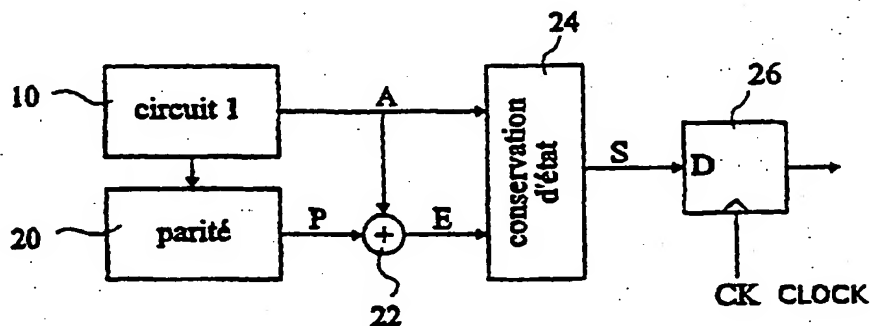 24
26
10
circuit 1
A
conservation
d'état
S
D
20
parité
P
+
E
22
CK CLOCK